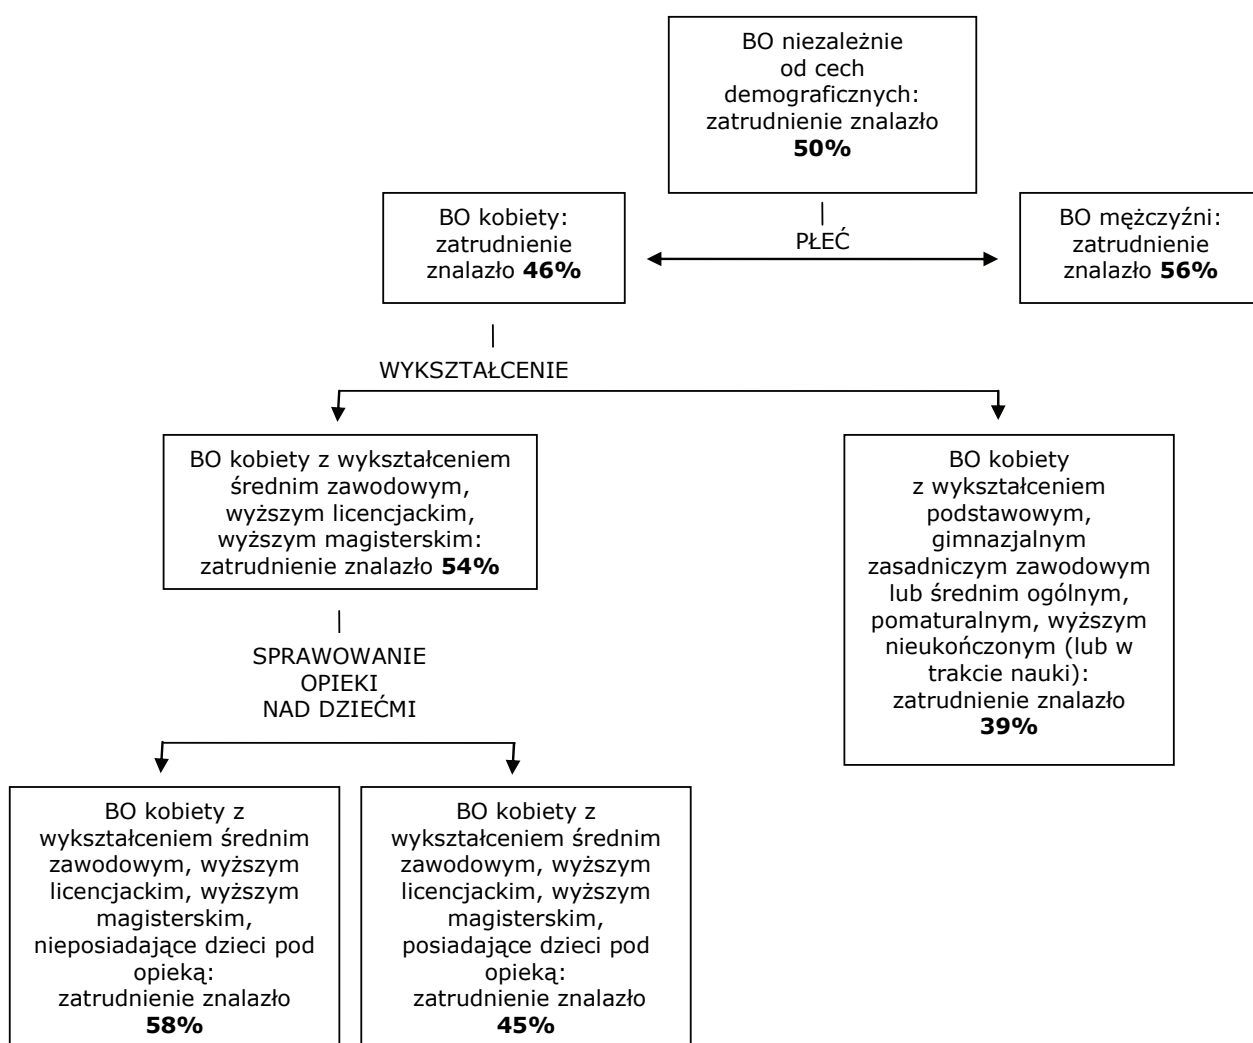 BO niezależnie
od cech
demograficznych:
zatrudnienie znalazło
50%
BO kobiety:
zatrudnienie
znalazło 46%
PŁEĆ
BO mężczyźni:
zatrudnienie
znalazło 56%
WYKSZTAŁCENIE
BO kobiety z wykształceniem
średnim zawodowym,
wyższym licencjackim,
wyższym magisterskim:
zatrudnienie znalazło 54%
BO kobiety
z wykształceniem
podstawowym,
gimnazjalnym
zasadniczym zawodowym
lub średnim ogólnym,
pomaturalnym, wyższym
nieukończonym (lub w
trakcie nauki):
zatrudnienie znalazło
39%
SPRAWOWANIE
OPIEKI
NAD DZIEĆMI
BO kobiety z
wykształceniem średnim
zawodowym, wyższym
licencjackim, wyższym
magisterskim,
nieposiadające dzieci pod
opieką:
zatrudnienie znalazło
58%
BO kobiety z
wykształceniem średnim
zawodowym, wyższym
licencjackim, wyższym
magisterskim,
posiadające dzieci pod
opieką:
zatrudnienie znalazło
45%